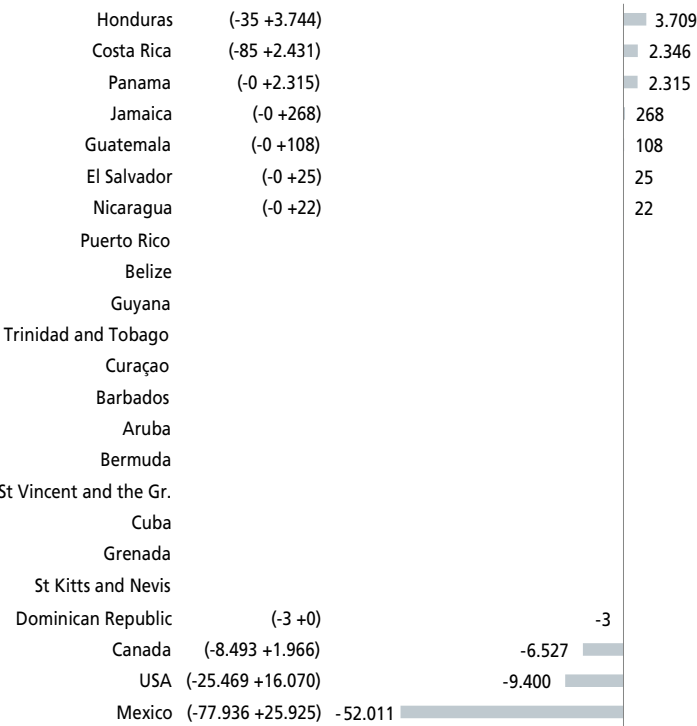 Honduras (-35 +3.744) 3.709
Costa Rica (-85 +2.431) 2.346
Panama (-0 +2.315) 2.315
Jamaica (-0 +268) 268
Guatemala (-0 +108) 108
El Salvador (-0 +25) 25
Nicaragua (-0 +22) 22
Puerto Rico
Belize
Guyana
Trinidad and Tobago
Curaçao
Barbados
Aruba
Bermuda
St Vincent and the Gr.
Cuba
Grenada
St Kitts and Nevis
Dominican Republic (-3 +0) -3
Canada (-8.493 +1.966) -6.527
USA (-25.469 +16.070) -9.400
Mexico (-77.936 +25.925) -52.011